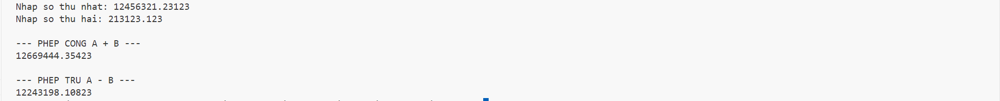 Nhap so thu nhat: 12456321.23123
Nhap so thu hai: 213123.123
--- PHEP CONG A + B ---
12669444.35423
--- PHEP TRU A - B ---
12243198.10823